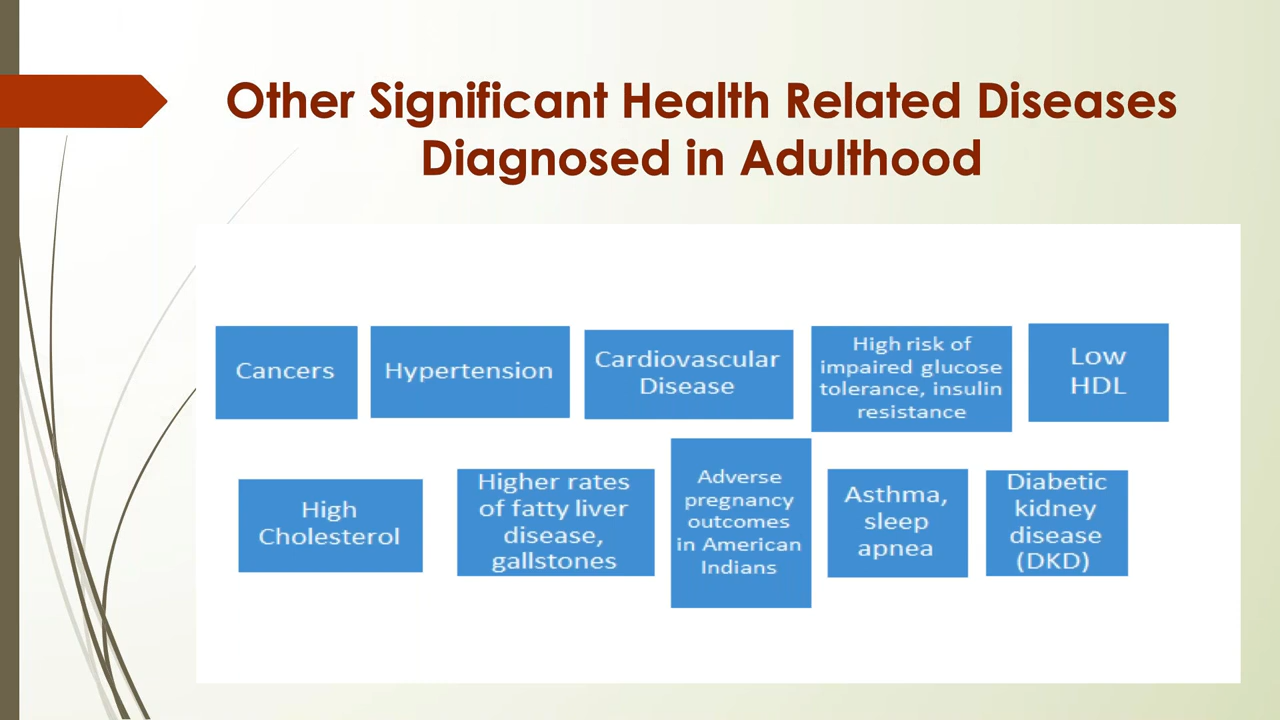 Other Significant Health Related Diseases
Diagnosed in Adulthood
Cancers
Hypertension
Cardiovascular
Disease
High risk of
impaired glucose
tolerance, insulin
resistance
Low
HDL
High
Cholesterol
Higher rates
of fatty liver
disease,
gallstones
Adverse
pregnancy
outcomes
in American
Indians
Asthma,
sleep
apnea
Diabetic
kidney
disease
(DKD)